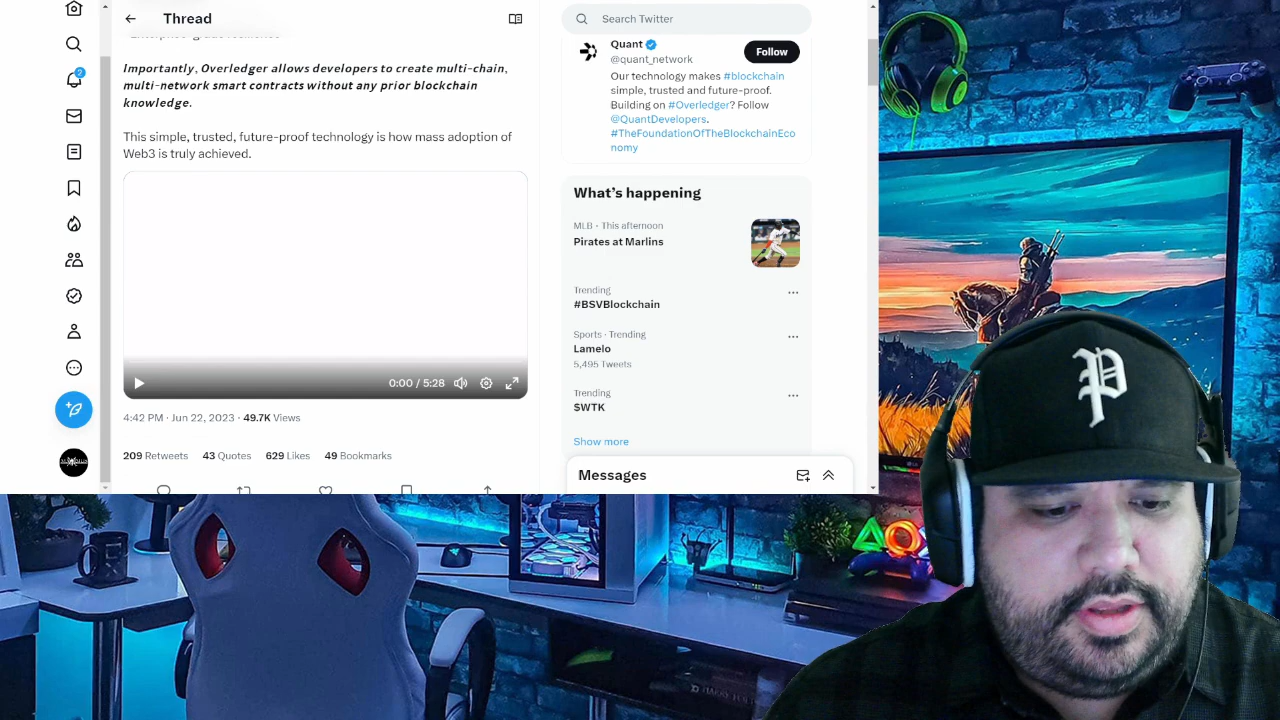 Thread
Search Twitter
Quant
@quant_network
Follow
Our technology makes #blockchain
simple, trusted and future-proof.
Building on #Overledger? Follow
@QuantDevelopers.
#TheFoundationOfTheBlockchainEco
nomy
Importantly, Overledger allows developers to create multi-chain,
multi-network smart contracts without any prior blockchain
knowledge.
This simple, trusted, future-proof technology is how mass adoption of
Web3 is truly achieved.
0:00 / 5:28
4:42 PM · Jun 22, 2023 · 49.7K Views
209 Retweets 43 Quotes 629 Likes 49 Bookmarks
2
What's happening
MLB · This afternoon
Pirates at Marlins
Trending
#BSVBlockchain
Sports · Trending
Lamelo
5,495 Tweets
Trending
$WTK
Show more
Messages
P